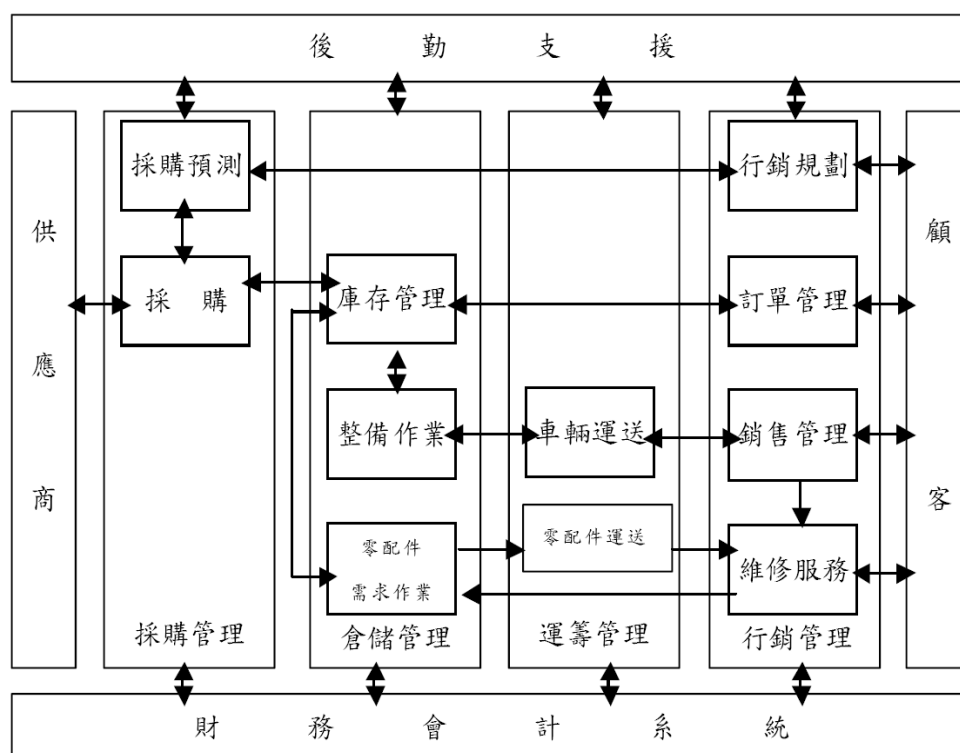 後勤支援
供應商
採購預測
採購
採購管理
庫存管理
整備作業
零配件
需求作業
倉儲管理
車輛運送
零配件運送
運籌管理
行銷規劃
訂單管理
銷售管理
維修服務
行銷管理
顧客
財務會計系統